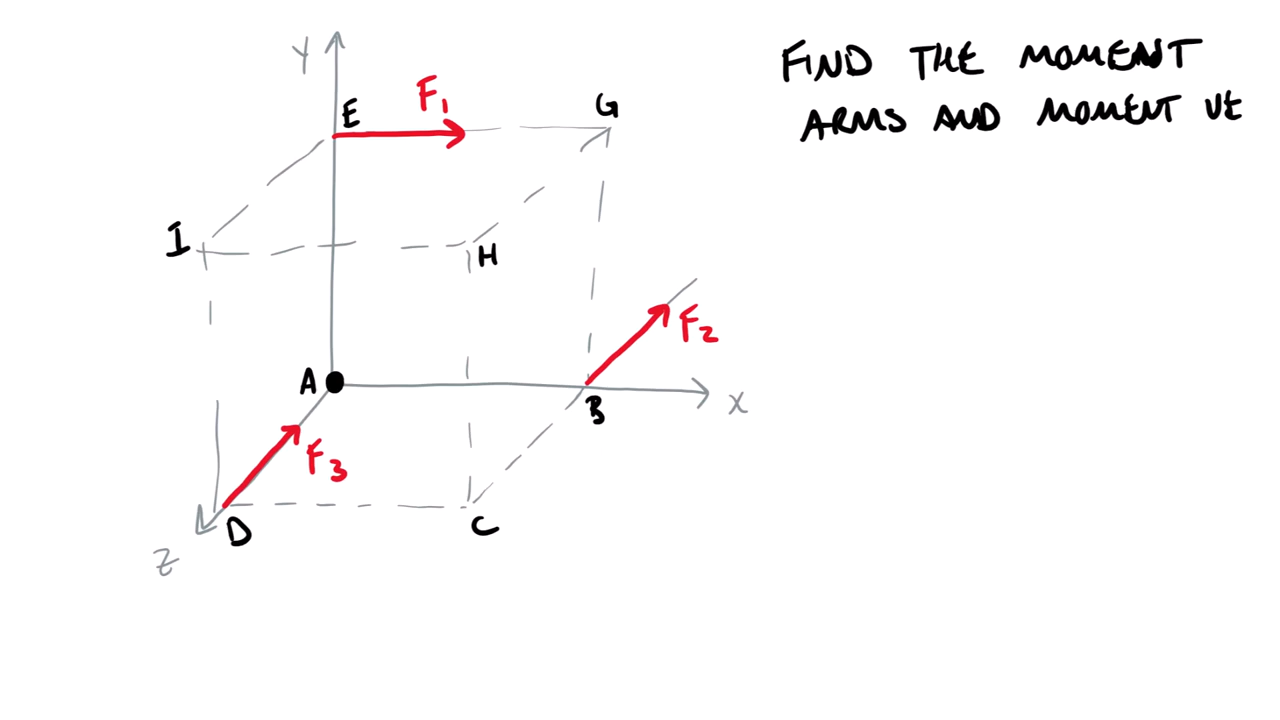 FIND THE MOMENT
ARMS AND MOMENT VE
Y
E
F1
G
I
H
A
F2
B
X
F3
D
C
Z